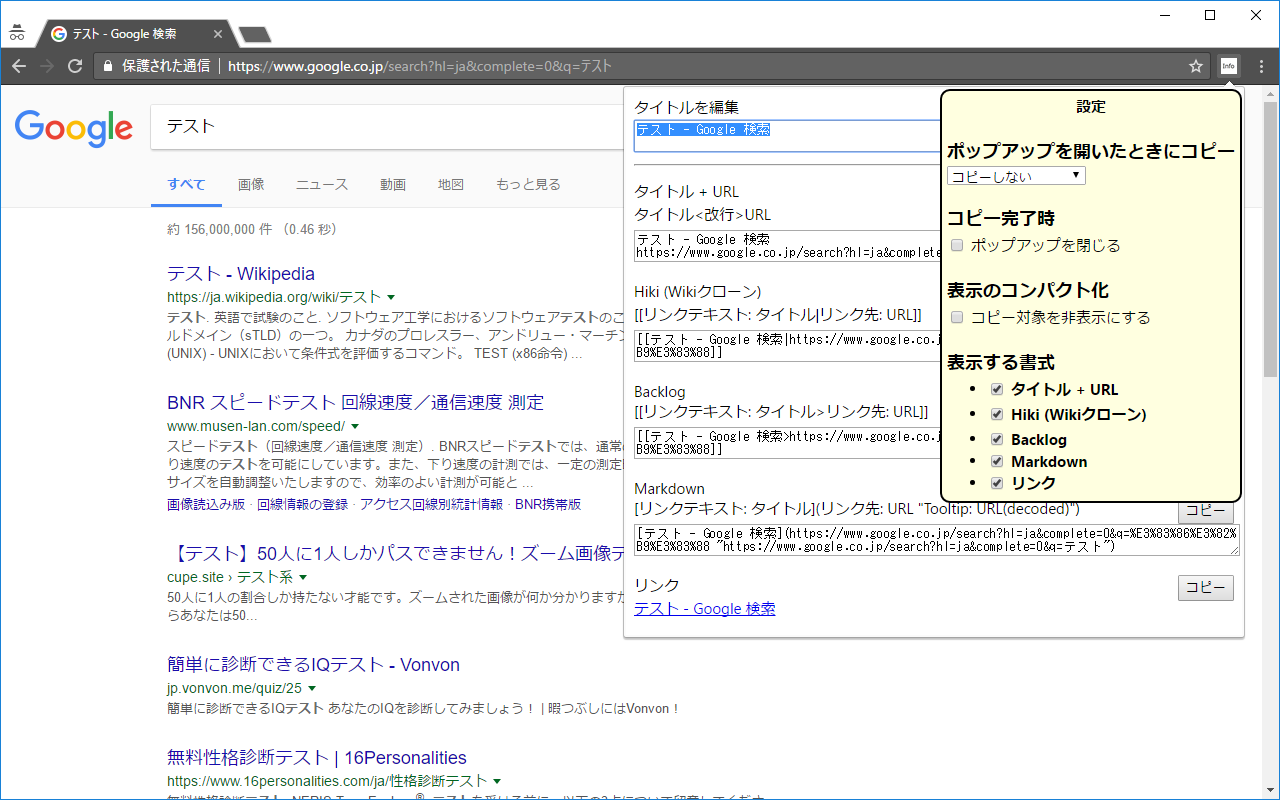 テスト - Google 検索
保護された通信 | https://www.google.co.jp/search?hl=ja&complete=0&q=テスト
Info
Google
テスト
すべて 画像 ニュース 動画 地図 もっと見る
約 156,000,000 件 （0.46 秒）
テスト - Wikipedia
https://ja.wikipedia.org/wiki/テスト
テスト. 英語で試験のこと. ソフトウェア工学におけるソフトウェアテストのこ
ルドメイン（sTLD）の一つ。 カナダのプロレスラー、アンドリュー・マーチン
(UNIX) - UNIXにおいて条件式を評価するコマンド。 TEST (x86命令) ...
BNR スピードテスト 回線速度／通信速度 測定
www.musen-lan.com/speed/
スピードテスト（回線速度／通信速度 測定）. BNRスピードテストでは、通常の
り速度のテストを可能にしています。また、下り速度の計測では、一定の測定
サイズを自動調整いたしますので、効率のよい計測が可能と ...
画像読込み版 · 回線情報の登録 · アクセス回線別統計情報 · BNR携帯版
【テスト】50人に1人しかパスできません！ズーム画像テ
cupe.site › テスト系
50人に1人の割合しか持たない才能です。ズームされた画像が何か分かりますか
らあなたは50...
簡単に診断できるIQテスト - Vonvon
jp.vonvon.me/quiz/25
簡単に診断できるIQテスト あなたのIQを診断してみましょう！ | 暇つぶしにはVonvon！
無料性格診断テスト | 16Personalities
https://www.16personalities.com/ja/性格診断テスト
タイトルを編集
テスト - Google 検索
タイトル + URL
タイトル<改行>URL
テスト - Google 検索
https://www.google.co.jp/search?hl=ja&complete
Hiki (Wikiクローン)
[[リンクテキスト: タイトル|リンク先: URL]]
[[テスト - Google 検索|https://www.google.co.j
B9%E3%83%88]]
Backlog
[[リンクテキスト: タイトル>リンク先: URL]]
[[テスト - Google 検索>https://www.google.co.j
B9%E3%83%88]]
Markdown
[リンクテキスト: タイトル](リンク先: URL "Tooltip: URL(decoded)")
コピー
[テスト - Google 検索](https://www.google.co.jp/search?hl=ja&complete=0&q=%E3%83%86%E3%82%
B9%E3%83%88 "https://www.google.co.jp/search?hl=ja&complete=0&q=テスト")
リンク
コピー
テスト - Google 検索
設定
ポップアップを開いたときにコピー
コピーしない
コピー完了時
ポップアップを閉じる
表示のコンパクト化
コピー対象を非表示にする
表示する書式
タイトル + URL
Hiki (Wikiクローン)
Backlog
Markdown
リンク